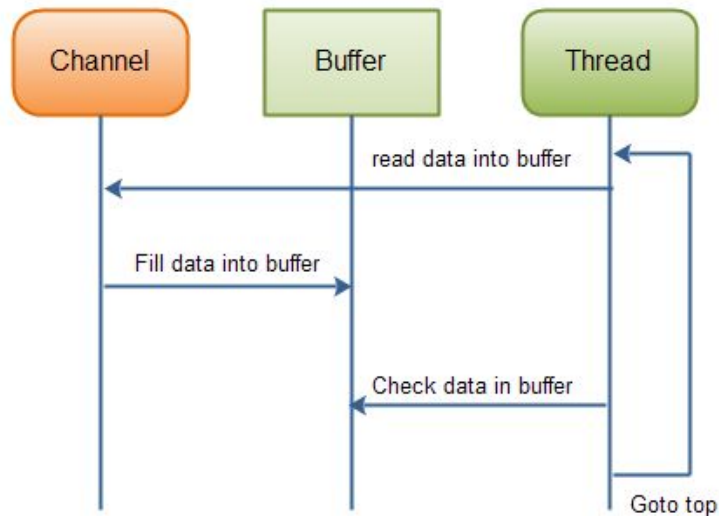 Channel
Buffer
Thread
read data into buffer
Fill data into buffer
Check data in buffer
Goto top